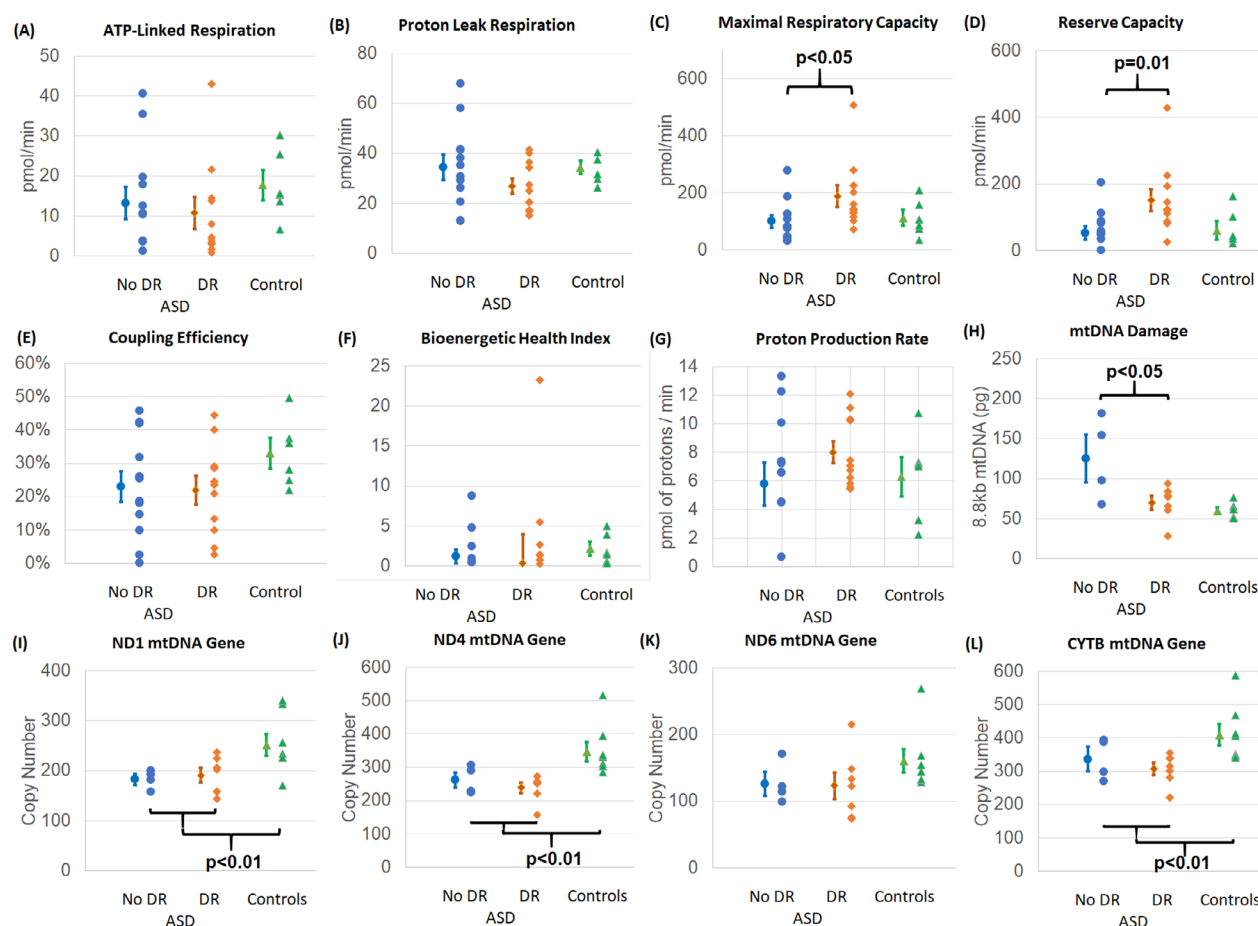 (A) ATP-Linked Respiration
50
40
30
20
10
0
pmol/min
No DR DR Control
ASD
(B) Proton Leak Respiration
80
60
40
20
0
pmol/min
No DR DR Control
ASD
(C) Maximal Respiratory Capacity
p<0.05
600
400
200
0
pmol/min
No DR DR Control
ASD
(D) Reserve Capacity
p=0.01
600
400
200
0
pmol/min
No DR DR Control
ASD
(E) Coupling Efficiency
60%
50%
40%
30%
20%
10%
0%
No DR DR Control
ASD
(F) Bioenergetic Health Index
25
20
15
10
5
0
No DR DR Control
ASD
(G) Proton Production Rate
14
12
10
8
6
4
2
0
pmol of protons / min
No DR DR Control
ASD
(H) mtDNA Damage
p<0.05
250
200
150
100
50
0
8.8kb mtDNA (pg)
No DR DR Controls
ASD
(I) ND1 mtDNA Gene
400
300
200
100
0
Copy Number
p<0.01
No DR DR Controls
ASD
(J) ND4 mtDNA Gene
600
500
400
300
200
100
0
Copy Number
p<0.01
No DR DR Controls
ASD
(K) ND6 mtDNA Gene
300
200
100
0
Copy Number
No DR DR Controls
ASD
(L) CYTB mtDNA Gene
600
500
400
300
200
100
0
Copy Number
p<0.01
No DR DR Controls
ASD